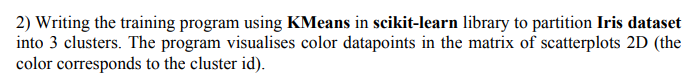 2) Writing the training program using KMeans in scikit-learn library to partition Iris dataset
into 3 clusters. The program visualises color datapoints in the matrix of scatterplots 2D (the
color corresponds to the cluster id).